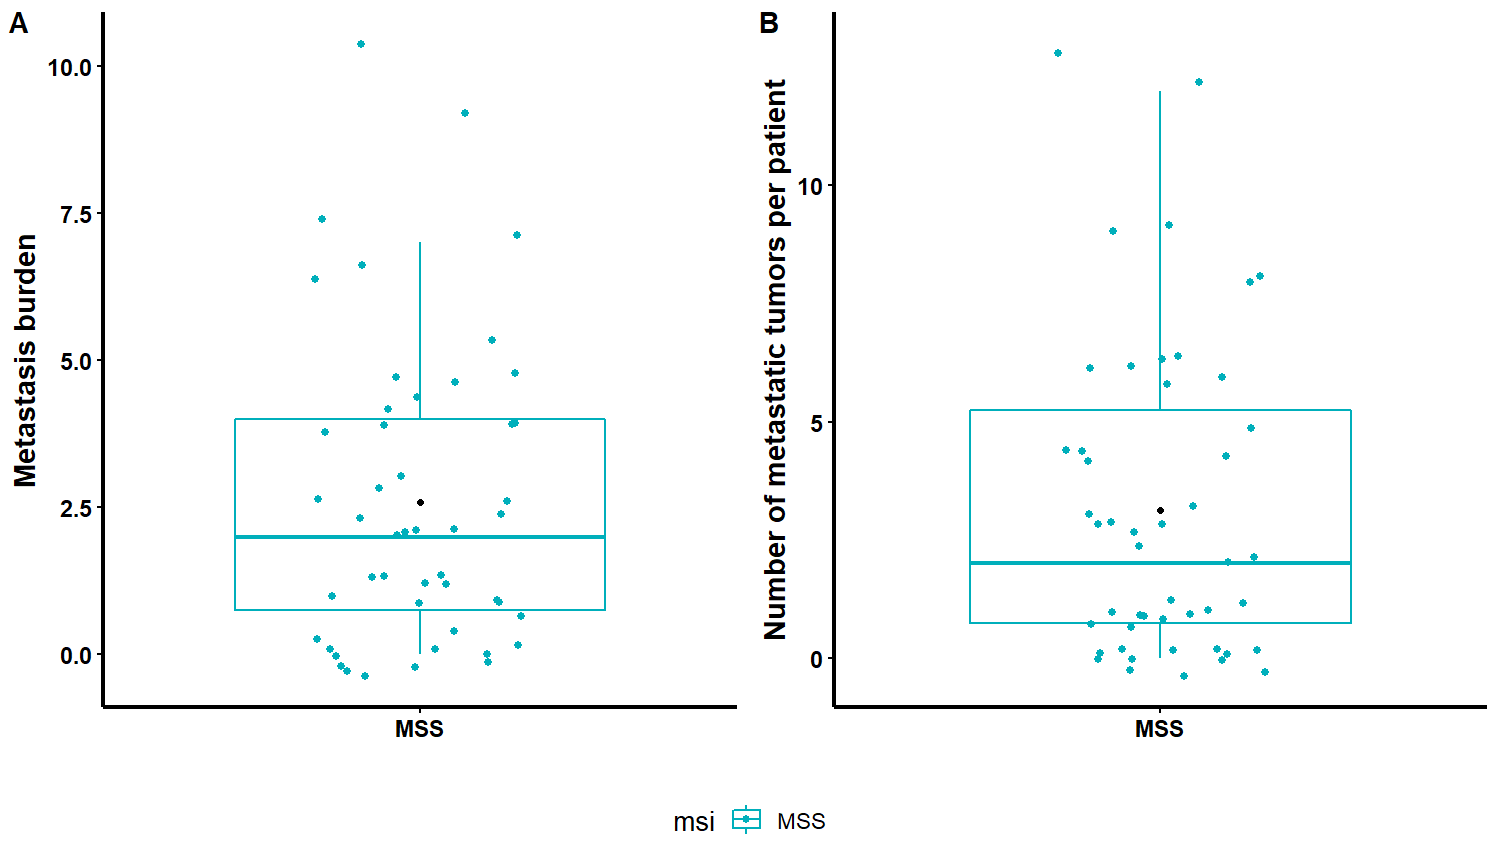 A
Metastasis burden
10.0
7.5
5.0
2.5
0.0
MSS
B
Number of metastatic tumors per patient
10
5
0
MSS
msi MSS